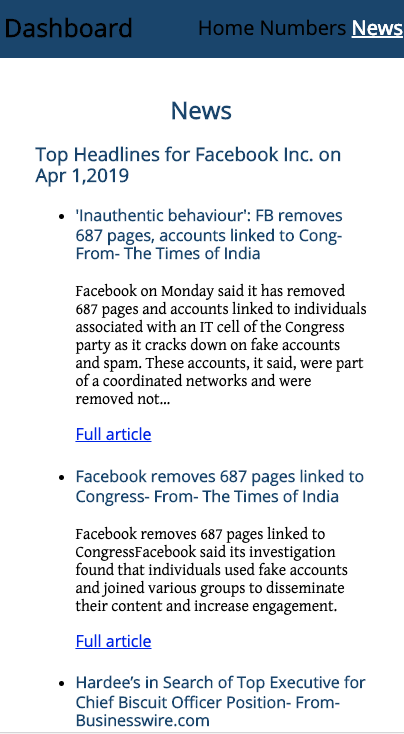 Dashboard Home Numbers News
News
Top Headlines for Facebook Inc. on
Apr 1,2019
'Inauthentic behaviour': FB removes
687 pages, accounts linked to Cong-
From- The Times of India
Facebook on Monday said it has removed
687 pages and accounts linked to individuals
associated with an IT cell of the Congress
party as it cracks down on fake accounts
and spam. These accounts, it said, were part
of a coordinated networks and were
removed not…
Full article
Facebook removes 687 pages linked to
Congress- From- The Times of India
Facebook removes 687 pages linked to
CongressFacebook said its investigation
found that individuals used fake accounts
and joined various groups to disseminate
their content and increase engagement.
Full article
Hardee’s in Search of Top Executive for
Chief Biscuit Officer Position- From-
Businesswire.com